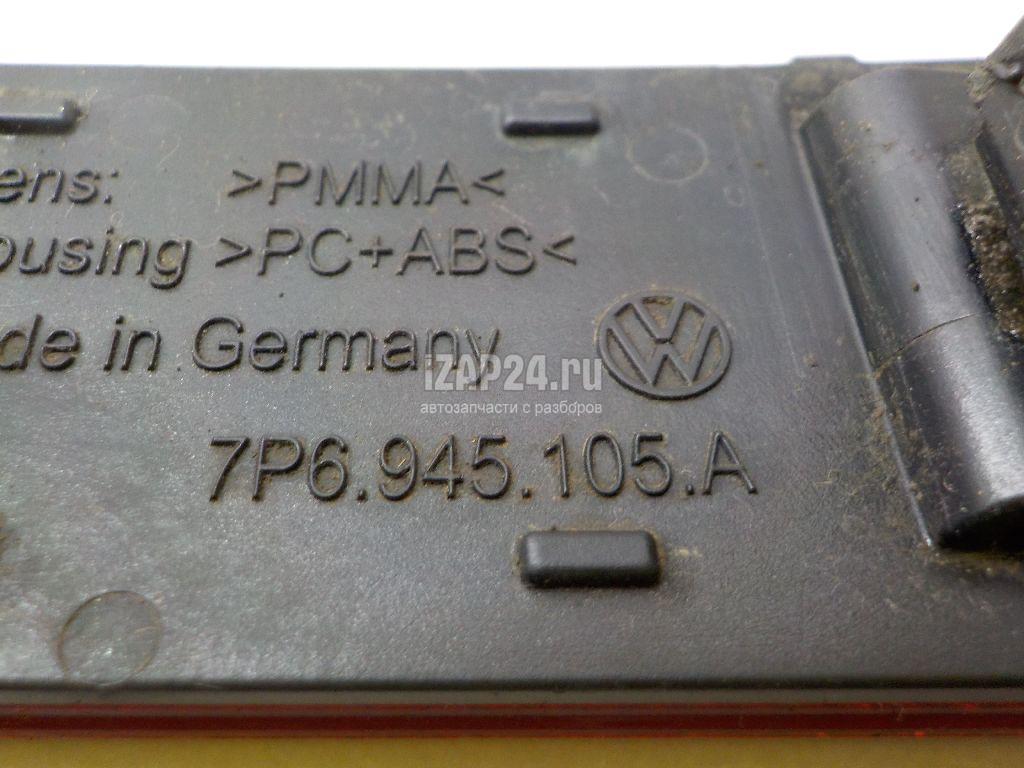 ens: >PMMA<
ousing >PC+ABS<
de in Germany
iZAP24.ru
автозапчасти с разборов
7P6.945.105.A